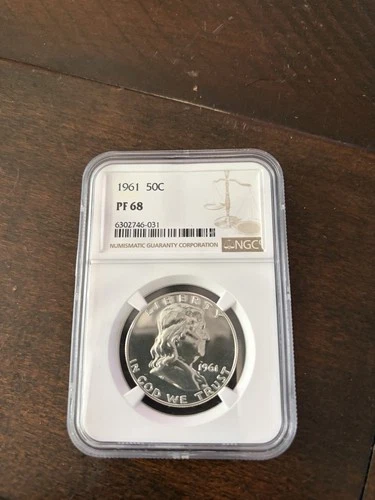 1961 50C
PF 68
6302746-031
NUMISMATIC GUARANTY CORPORATION
NGC
LIBERTY
1961
IN GOD WE TRUST